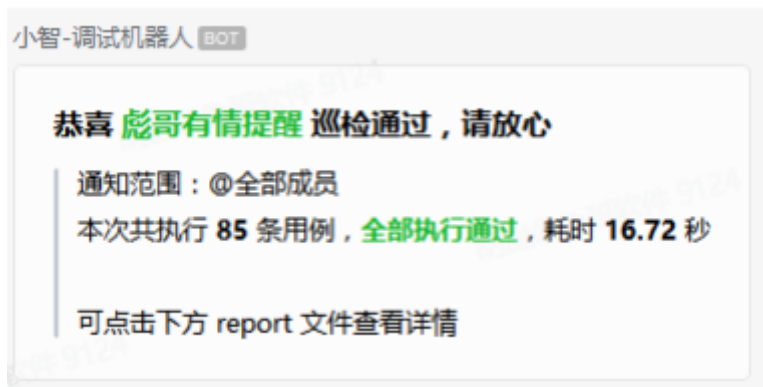 小智-调试机器人 BOT
恭喜 彪哥有情提醒 巡检通过，请放心
通知范围：@全部成员
本次共执行 85 条用例，全部执行通过，耗时 16.72 秒
可点击下方 report 文件查看详情